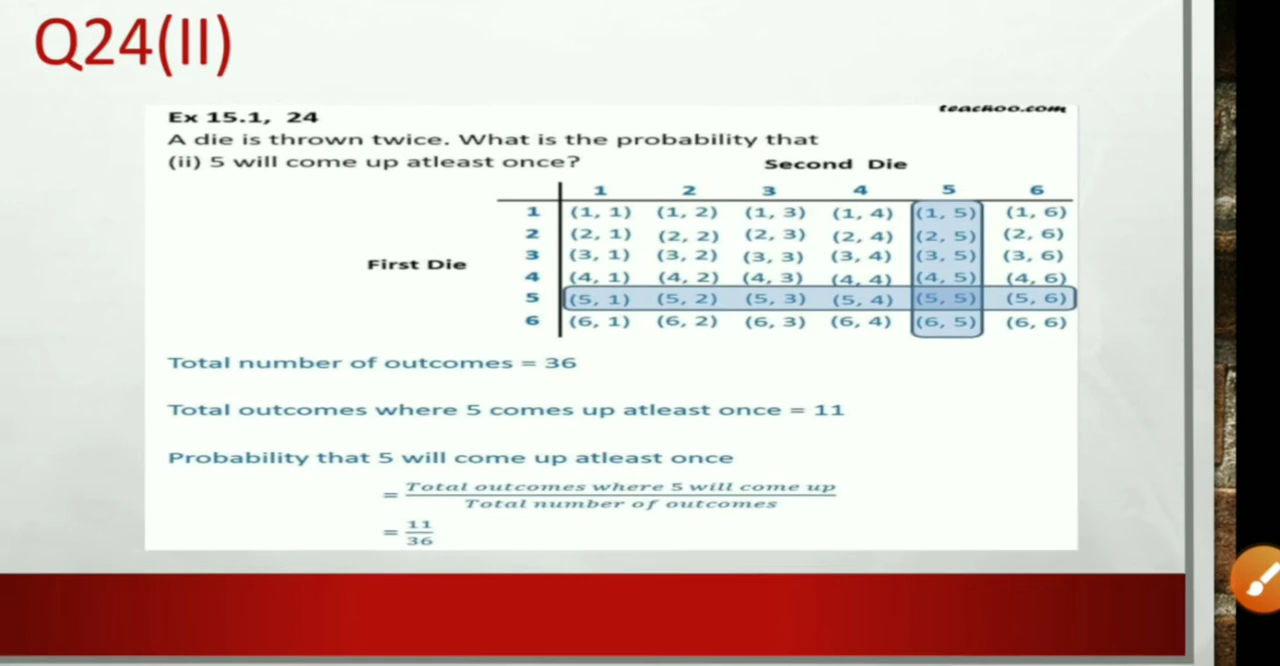 Q24(II)
teachoo.com
Ex 15.1, 24
A die is thrown twice. What is the probability that
(ii) 5 will come up atleast once?
Second Die
1 2 3 4 5 6
1 (1, 1) (1, 2) (1, 3) (1, 4) (1, 5) (1, 6)
2 (2, 1) (2, 2) (2, 3) (2, 4) (2, 5) (2, 6)
3 (3, 1) (3, 2) (3, 3) (3, 4) (3, 5) (3, 6)
First Die
4 (4, 1) (4, 2) (4, 3) (4, 4) (4, 5) (4, 6)
5 (5, 1) (5, 2) (5, 3) (5, 4) (5, 5) (5, 6)
6 (6, 1) (6, 2) (6, 3) (6, 4) (6, 5) (6, 6)
Total number of outcomes = 36
Total outcomes where 5 comes up atleast once = 11
Probability that 5 will come up atleast once
= Total outcomes where 5 will come up
Total number of outcomes
= 11
36